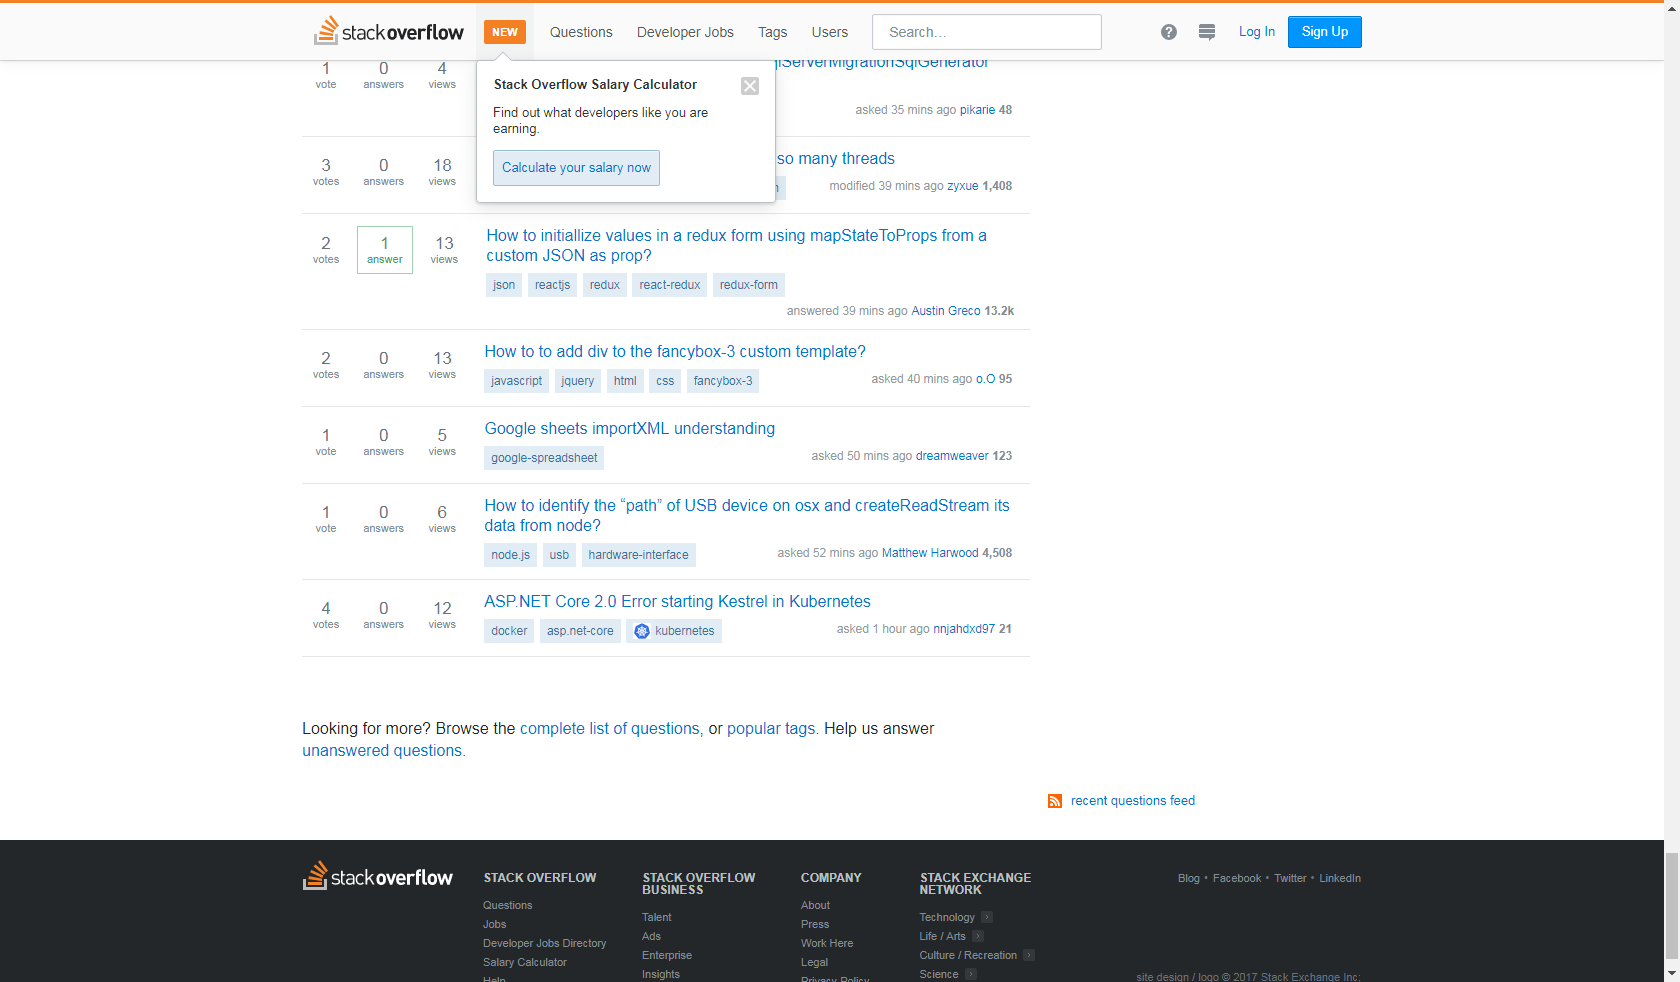 stackoverflow NEW Questions Developer Jobs Tags Users Search... ? Log In Sign Up
1 vote 0 answers 4 views
asked 35 mins ago pikarie 48
Stack Overflow Salary Calculator
Find out what developers like you are
earning.
Calculate your salary now
3 votes 0 answers 18 views so many threads
modified 39 mins ago zyxue 1,408
2 votes 1 answer 13 views
How to initiallize values in a redux form using mapStateToProps from a
custom JSON as prop?
json reactjs redux react-redux redux-form
answered 39 mins ago Austin Greco 13.2k
2 votes 0 answers 13 views
How to to add div to the fancybox-3 custom template?
javascript jquery html css fancybox-3
asked 40 mins ago o.O 95
1 vote 0 answers 5 views
Google sheets importXML understanding
google-spreadsheet
asked 50 mins ago dreamweaver 123
1 vote 0 answers 6 views
How to identify the “path” of USB device on osx and createReadStream its
data from node?
node.js usb hardware-interface
asked 52 mins ago Matthew Harwood 4,508
4 votes 0 answers 12 views
ASP.NET Core 2.0 Error starting Kestrel in Kubernetes
docker asp.net-core kubernetes
asked 1 hour ago nnjahdxd97 21
Looking for more? Browse the complete list of questions, or popular tags. Help us answer
unanswered questions.
recent questions feed
stackoverflow
STACK OVERFLOW
Questions
Jobs
Developer Jobs Directory
Salary Calculator
Help
STACK OVERFLOW
BUSINESS
Talent
Ads
Enterprise
Insights
COMPANY
About
Press
Work Here
Legal
Privacy Policy
STACK EXCHANGE
NETWORK
Technology
Life / Arts
Culture / Recreation
Science
Blog • Facebook • Twitter • LinkedIn
site design / logo © 2017 Stack Exchange Inc;